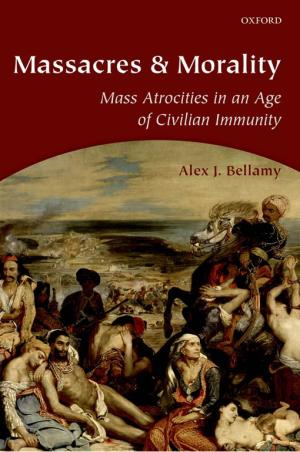 OXFORD
Massacres & Morality
Mass Atrocities in an Age
of Civilian Immunity
Alex J. Bellamy